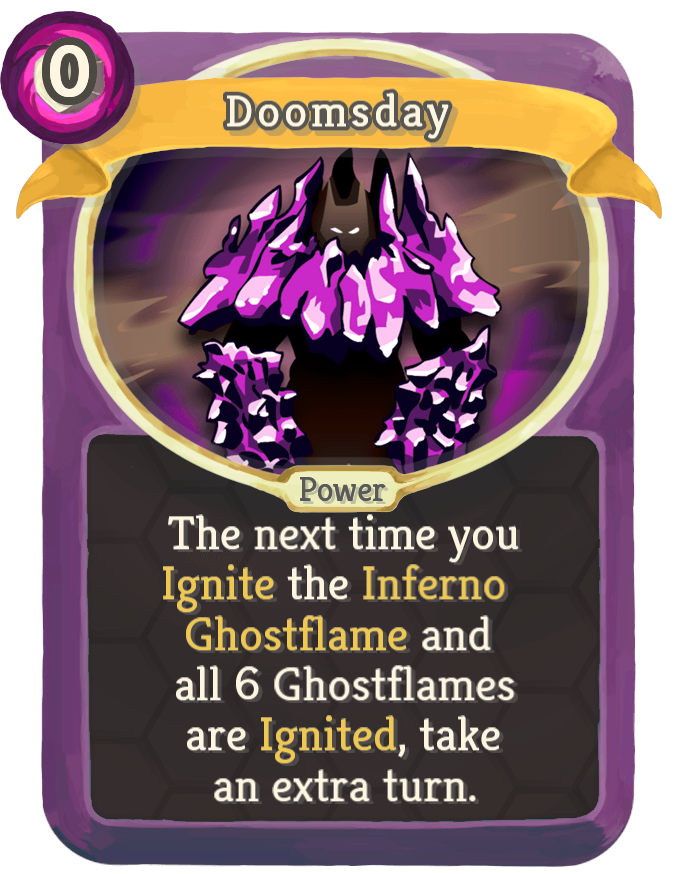 0
Doomsday
Power
The next time you
Ignite the Inferno
Ghostflame and
all 6 Ghostflames
are Ignited, take
an extra turn.